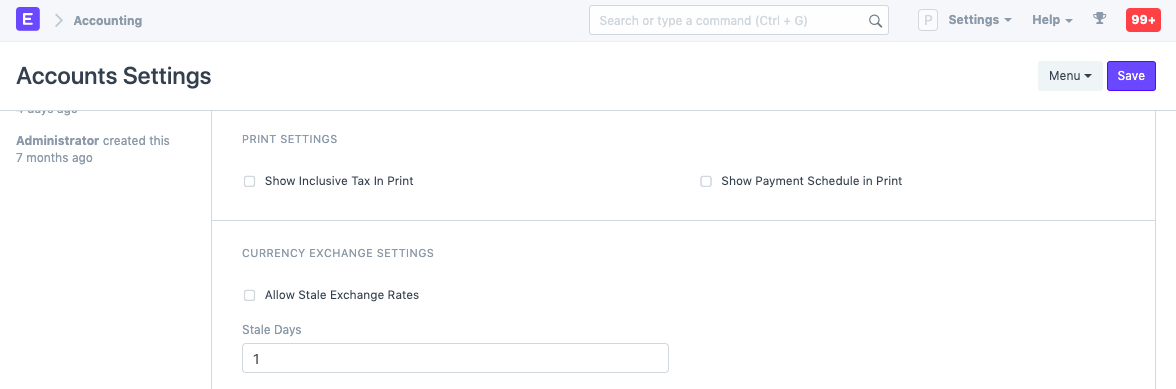 E
Accounting
Search or type a command (Ctrl + G)
P
Settings
Help
99+
Accounts Settings
Menu
Save
days ago
Administrator created this
7 months ago
PRINT SETTINGS
Show Inclusive Tax In Print
Show Payment Schedule in Print
CURRENCY EXCHANGE SETTINGS
Allow Stale Exchange Rates
Stale Days
1